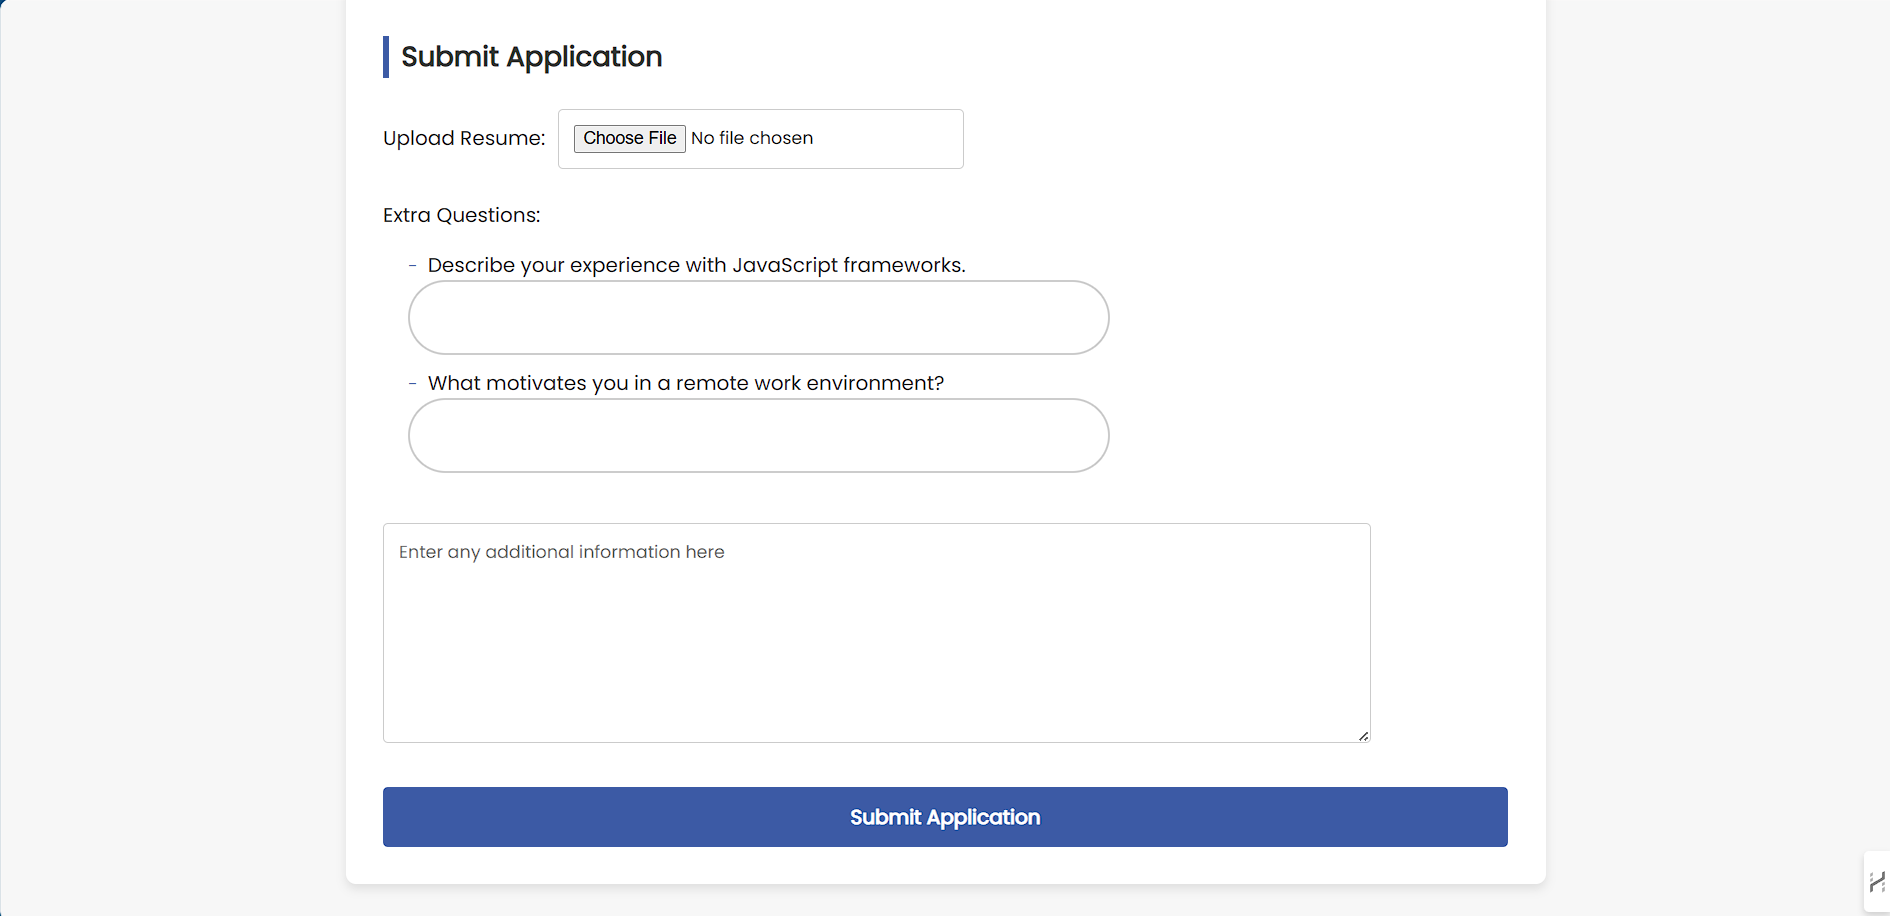 Submit Application
Upload Resume: Choose File No file chosen
Extra Questions:
- Describe your experience with JavaScript frameworks.
- What motivates you in a remote work environment?
Enter any additional information here
Submit Application